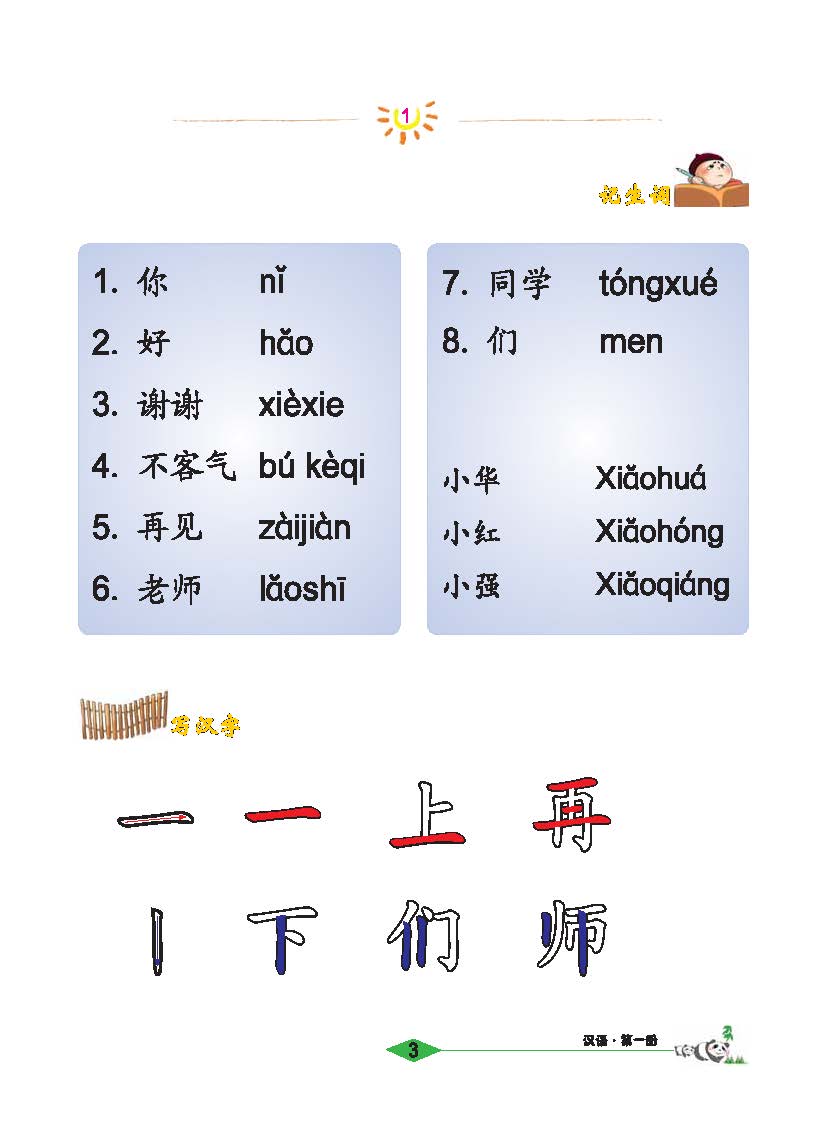 1
记生词
1. 你 nǐ
2. 好 hǎo
3. 谢谢 xièxie
4. 不客气 bú kèqi
5. 再见 zàijiàn
6. 老师 lǎoshī
7. 同学 tóngxué
8. 们 men
小华 Xiǎohuá
小红 Xiǎohóng
小强 Xiǎoqiáng
写汉字
一 一 上 再
丨 下 们 师
汉语·第一册
3